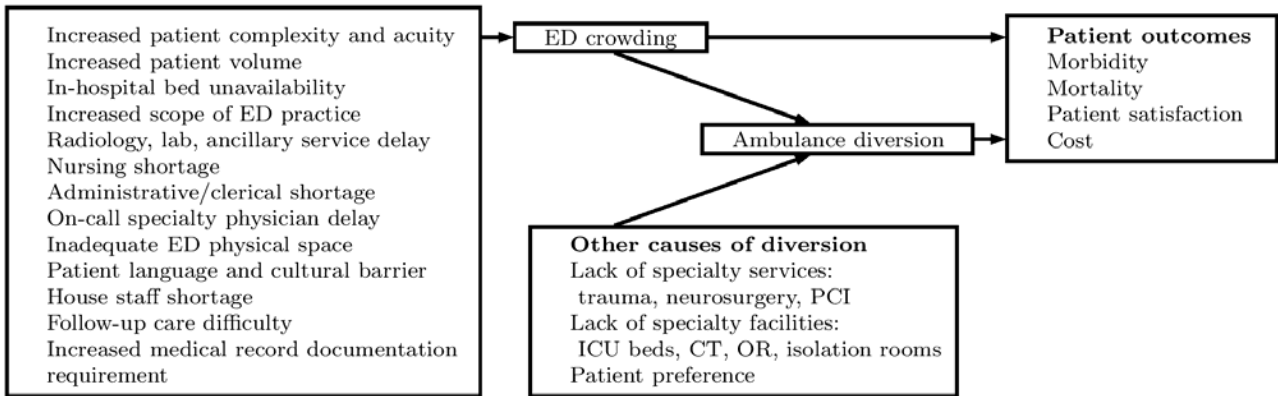 Increased patient complexity and acuity
Increased patient volume
In-hospital bed unavailability
Increased scope of ED practice
Radiology, lab, ancillary service delay
Nursing shortage
Administrative/clerical shortage
On-call specialty physician delay
Inadequate ED physical space
Patient language and cultural barrier
House staff shortage
Follow-up care difficulty
Increased medical record documentation
requirement
ED crowding
Ambulance diversion
Other causes of diversion
Lack of specialty services:
trauma, neurosurgery, PCI
Lack of specialty facilities:
ICU beds, CT, OR, isolation rooms
Patient preference
Patient outcomes
Morbidity
Mortality
Patient satisfaction
Cost